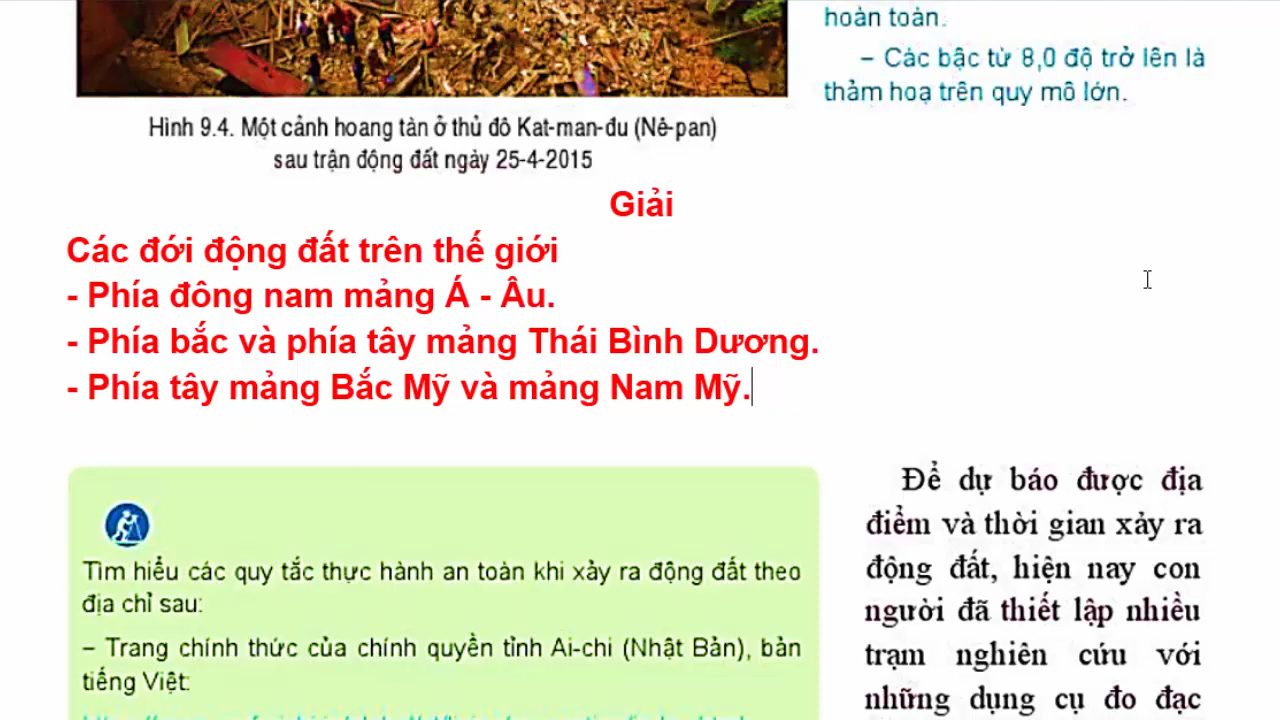 hoàn toàn.
– Các bậc từ 8,0 độ trở lên là
thảm hoạ trên quy mô lớn.
Hình 9.4. Một cảnh hoang tàn ở thủ đô Kat-man-đu (Nê-pan)
sau trận động đất ngày 25-4-2015
Giải
Các đới động đất trên thế giới
- Phía đông nam mảng Á - Âu.
- Phía bắc và phía tây mảng Thái Bình Dương.
- Phía tây mảng Bắc Mỹ và mảng Nam Mỹ.
Tìm hiểu các quy tắc thực hành an toàn khi xảy ra động đất theo
địa chỉ sau:
– Trang chính thức của chính quyền tỉnh Ai-chi (Nhật Bản), bản
tiếng Việt:
Để dự báo được địa
điểm và thời gian xảy ra
động đất, hiện nay con
người đã thiết lập nhiều
trạm nghiên cứu với
những dụng cụ đo đạc